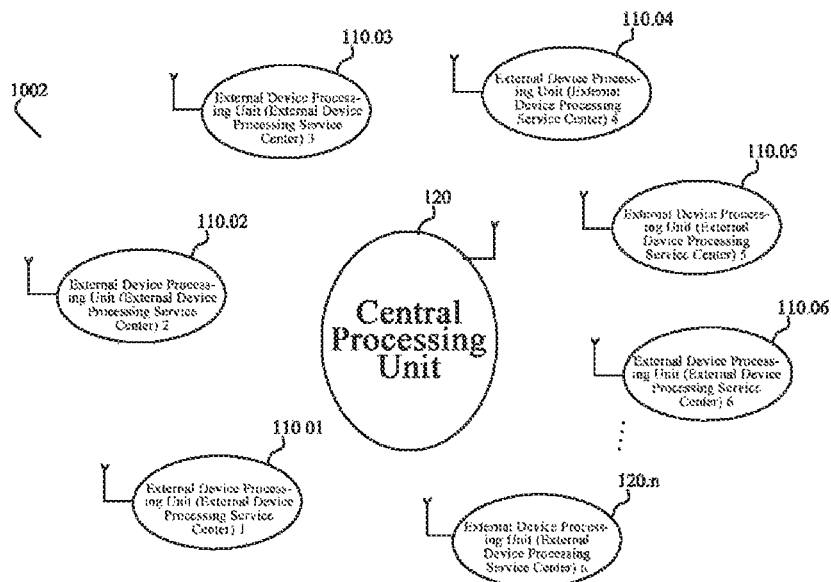 110.03
External Device Process-
ing Unit (External Device
Processing Service
Center) 3
110.04
External Device Process-
ing Unit (External
Device Processing
Service Center) 4
1002
110.05
External Device Process-
ing Unit (External
Device Processing
Service Center) 5
110.02
External Device Process-
ing Unit (External Device
Processing Service
Center) 2
120
Central
Processing
Unit
110.06
External Device Process-
ing Unit (External Device
Processing Service
Center) 6
110.01
External Device Process-
ing Unit (External Device
Processing Service
Center) 1
120.n
External Device Process-
ing Unit (External
Device Processing
Service Center) n